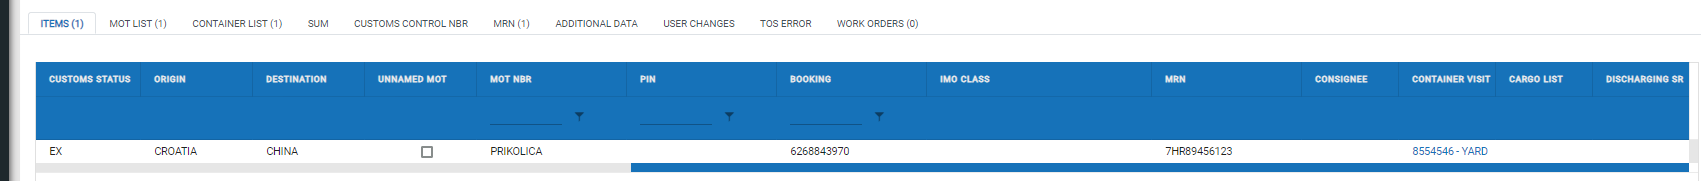 ITEMS (1) MOT LIST (1) CONTAINER LIST (1) SUM CUSTOMS CONTROL NBR MRN (1) ADDITIONAL DATA USER CHANGES TOS ERROR WORK ORDERS (0)
CUSTOMS STATUS ORIGIN DESTINATION UNNAMED MOT MOT NBR PIN BOOKING IMO CLASS MRN CONSIGNEE CONTAINER VISIT CARGO LIST DISCHARGING SR
EX CROATIA CHINA PRIKOLICA 6268843970 7HR89456123 8554546 - YARD